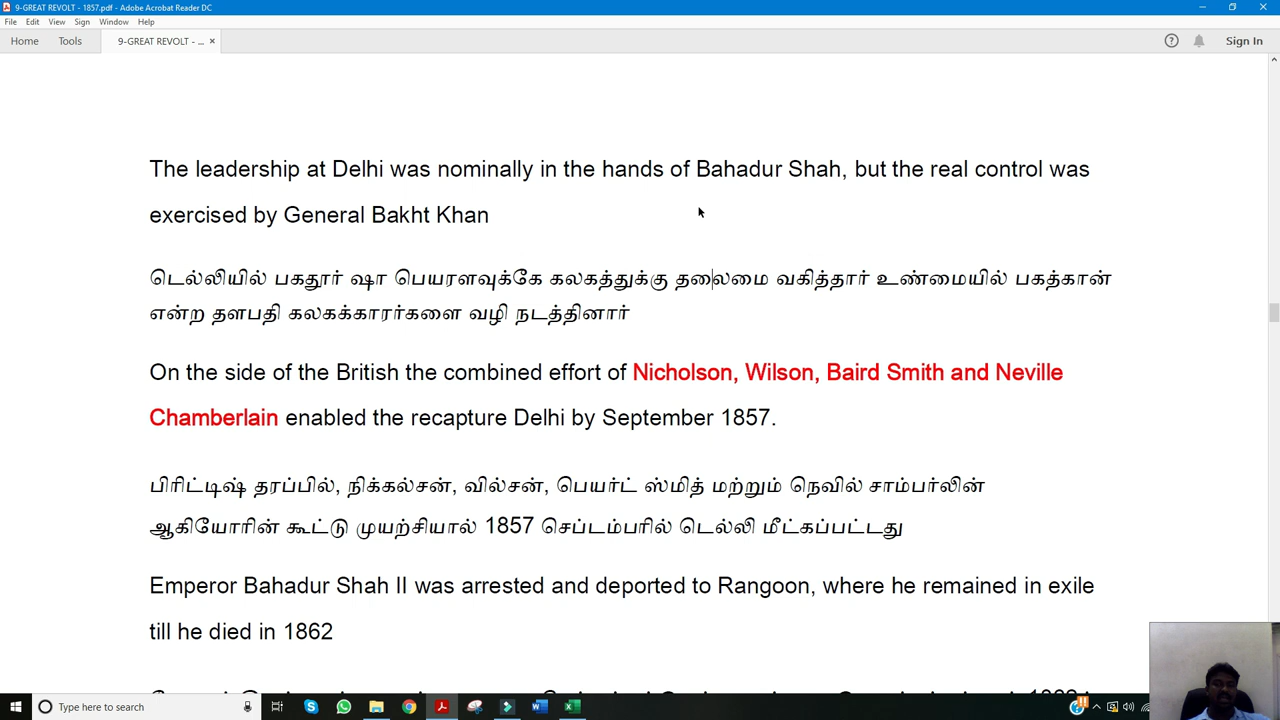 9-GREAT REVOLT - 1857.pdf - Adobe Acrobat Reader DC
File Edit View Sign Window Help
Home Tools 9-GREAT REVOLT - ... × Sign In
The leadership at Delhi was nominally in the hands of Bahadur Shah, but the real control was
exercised by General Bakht Khan
டெல்லியில் பகதூர் ஷா பெயரளவுக்கே கலகத்துக்கு தலைமை வகித்தார் உண்மையில் பகத்கான்
என்ற தளபதி கலகக்காரர்களை வழி நடத்தினார்
On the side of the British the combined effort of Nicholson, Wilson, Baird Smith and Neville
Chamberlain enabled the recapture Delhi by September 1857.
பிரிட்டிஷ் தரப்பில், நிக்கல்சன், வில்சன், பெயர்ட் ஸ்மித் மற்றும் நெவில் சாம்பர்லின்
ஆகியோரின் கூட்டு முயற்சியால் 1857 செப்டம்பரில் டெல்லி மீட்கப்பட்டது
Emperor Bahadur Shah II was arrested and deported to Rangoon, where he remained in exile
till he died in 1862
Type here to search